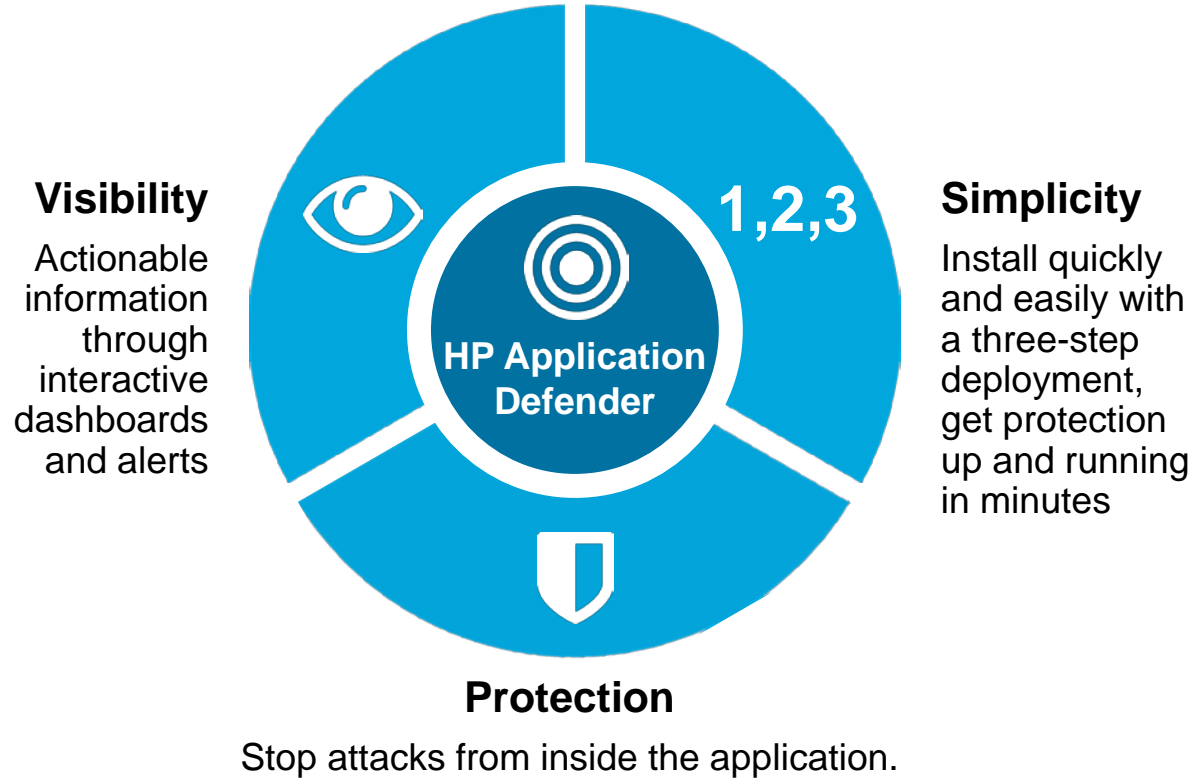 Visibility
Actionable
information
through
interactive
dashboards
and alerts
1,2,3
HP Application
Defender
Simplicity
Install quickly
and easily with
a three-step
deployment,
get protection
up and running
in minutes
Protection
Stop attacks from inside the application.